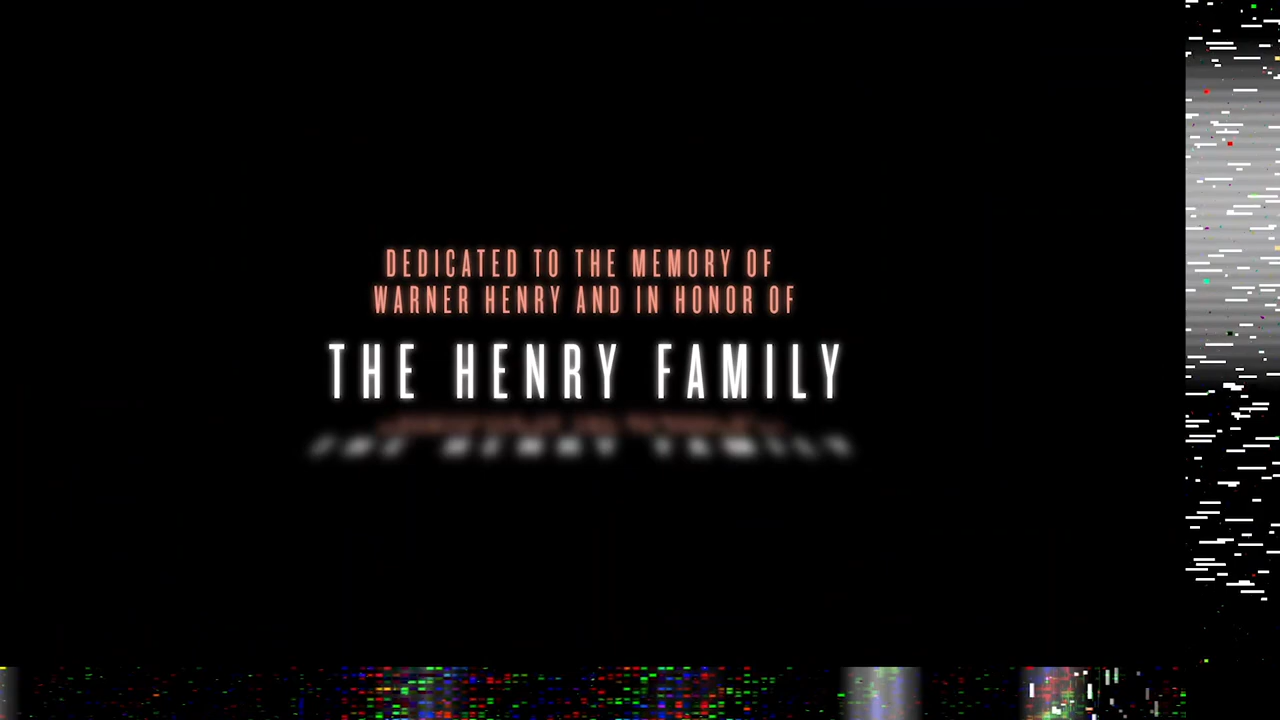 DEDICATED TO THE MEMORY OF
WARNER HENRY AND IN HONOR OF
THE HENRY FAMILY